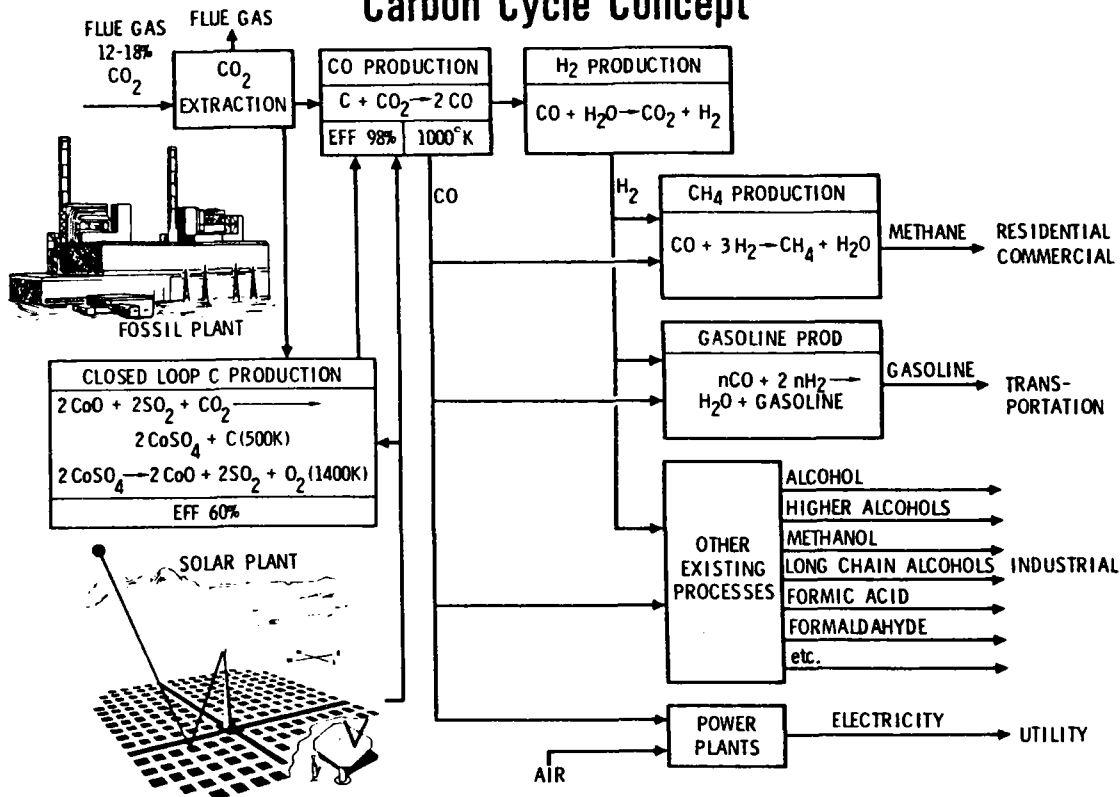 Carbon Cycle Concept
FLUE GAS
12-18%
CO2
FLUE GAS
CO2
EXTRACTION
CO PRODUCTION
C + CO2→2 CO
EFF 98% 1000°K
H2 PRODUCTION
CO + H2O→CO2 + H2
CO
H2
CH4 PRODUCTION
CO + 3 H2→CH4 + H2O
METHANE
RESIDENTIAL
COMMERCIAL
FOSSIL PLANT
GASOLINE PROD
nCO + 2 nH2→
H2O + GASOLINE
GASOLINE
TRANS-
PORTATION
CLOSED LOOP C PRODUCTION
2 CoO + 2SO2 + CO2→
2 CoSO4 + C(500K)
2 CoSO4→2 CoO + 2SO2 + O2(1400K)
EFF 60%
SOLAR PLANT
OTHER
EXISTING
PROCESSES
ALCOHOL
HIGHER ALCOHOLS
METHANOL
LONG CHAIN ALCOHOLS
FORMIC ACID
FORMALDAHYDE
etc.
INDUSTRIAL
POWER
PLANTS
AIR
ELECTRICITY
UTILITY